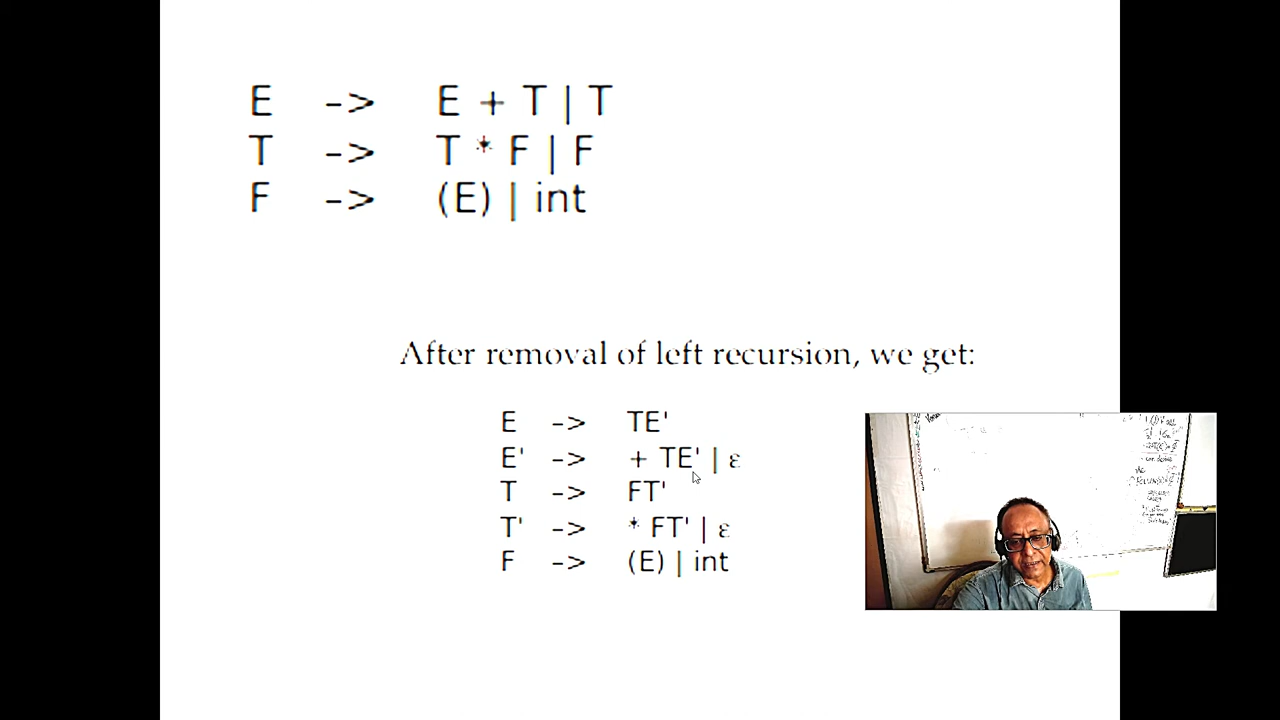 E -> E + T | T
T -> T * F | F
F -> (E) | int
After removal of left recursion, we get:
E -> TE'
E' -> + TE' | ε
T -> FT'
T' -> * FT' | ε
F -> (E) | int